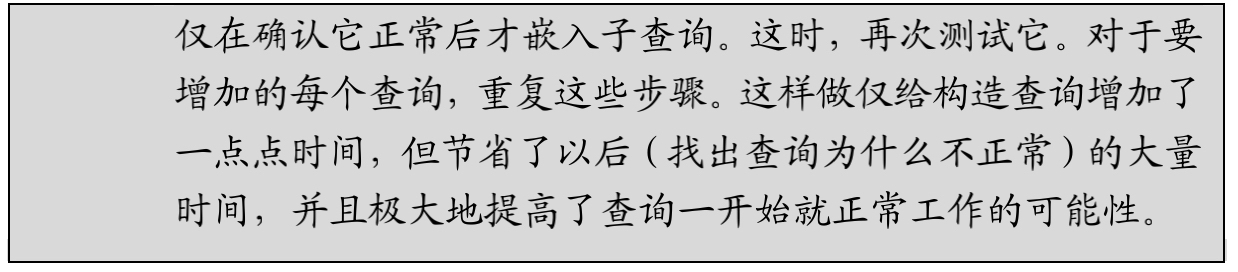 仅在确认它正常后才嵌入子查询。这时，再次测试它。对于要
增加的每个查询，重复这些步骤。这样做仅给构造查询增加了
一点点时间，但节省了以后（找出查询为什么不正常）的大量
时间，并且极大地提高了查询一开始就正常工作的可能性。